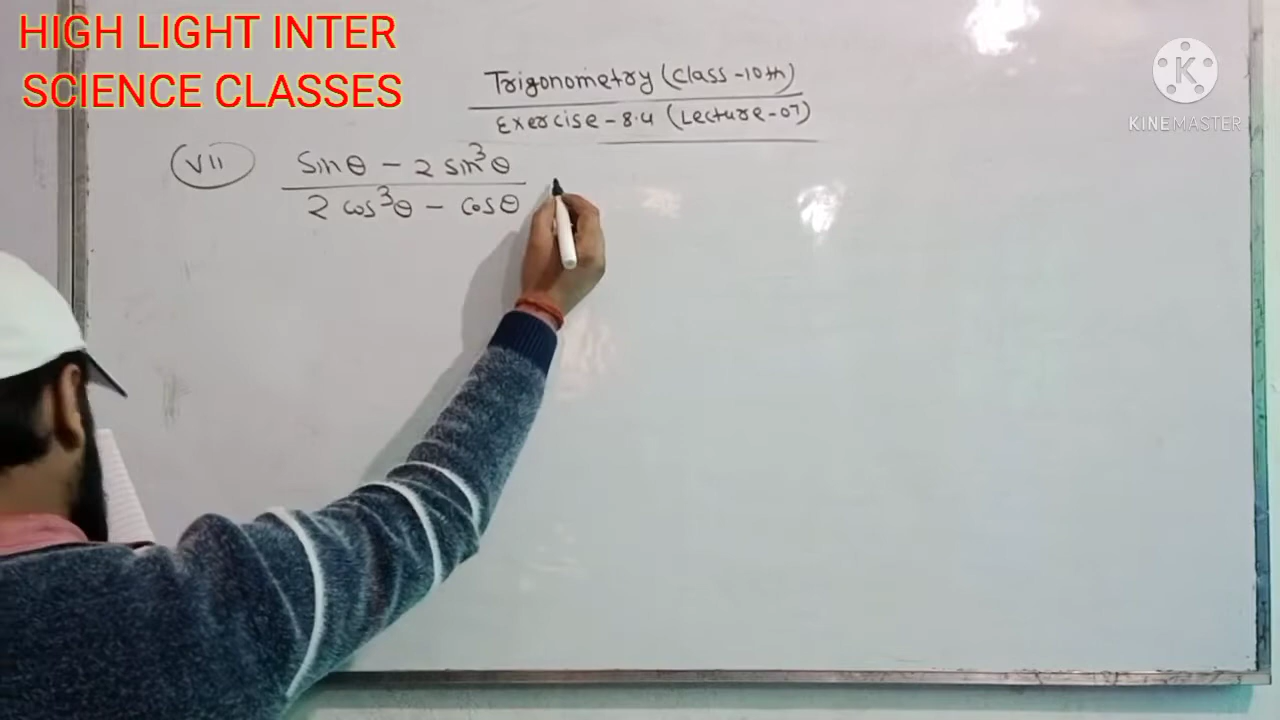 HIGH LIGHT INTER
SCIENCE CLASSES
KINEMASTER
Trigonometry (Class-10th)
Exercise-8.4 (Lecture-07)
VII
Sinθ - 2 sin³θ
2 cos³θ - cosθ